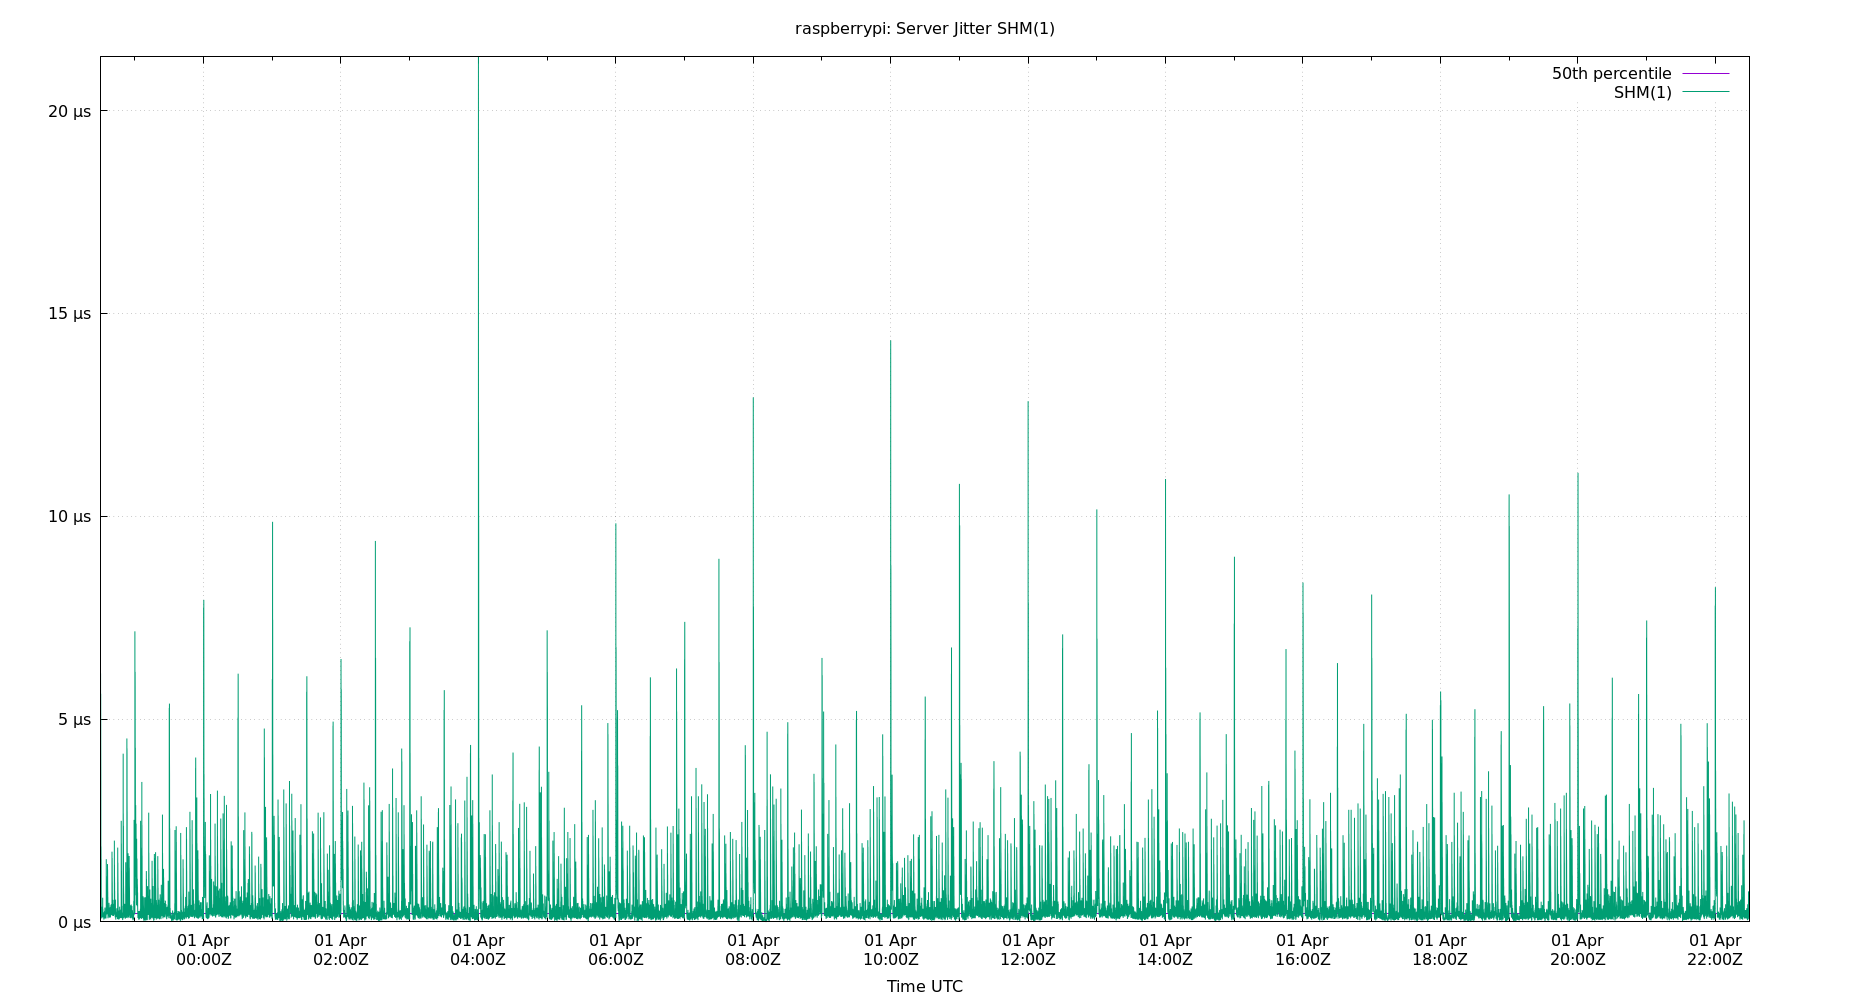 raspberrypi: Server Jitter SHM(1)
50th percentile
SHM(1)
20 µs
15 µs
10 µs
5 µs
0 µs
01 Apr 01 Apr 01 Apr 01 Apr 01 Apr 01 Apr 01 Apr 01 Apr 01 Apr 01 Apr 01 Apr 01 Apr
00:00Z 02:00Z 04:00Z 06:00Z 08:00Z 10:00Z 12:00Z 14:00Z 16:00Z 18:00Z 20:00Z 22:00Z
Time UTC